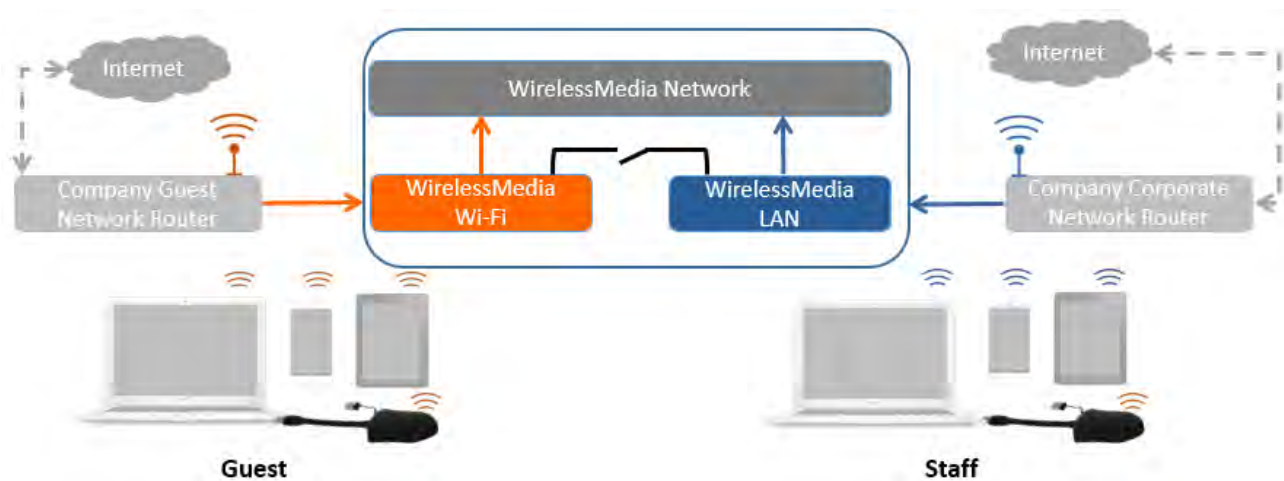 Internet
Internet
WirelessMedia Network
Company Guest
Network Router
WirelessMedia
Wi-Fi
WirelessMedia
LAN
Company Corporate
Network Router
Guest
Staff